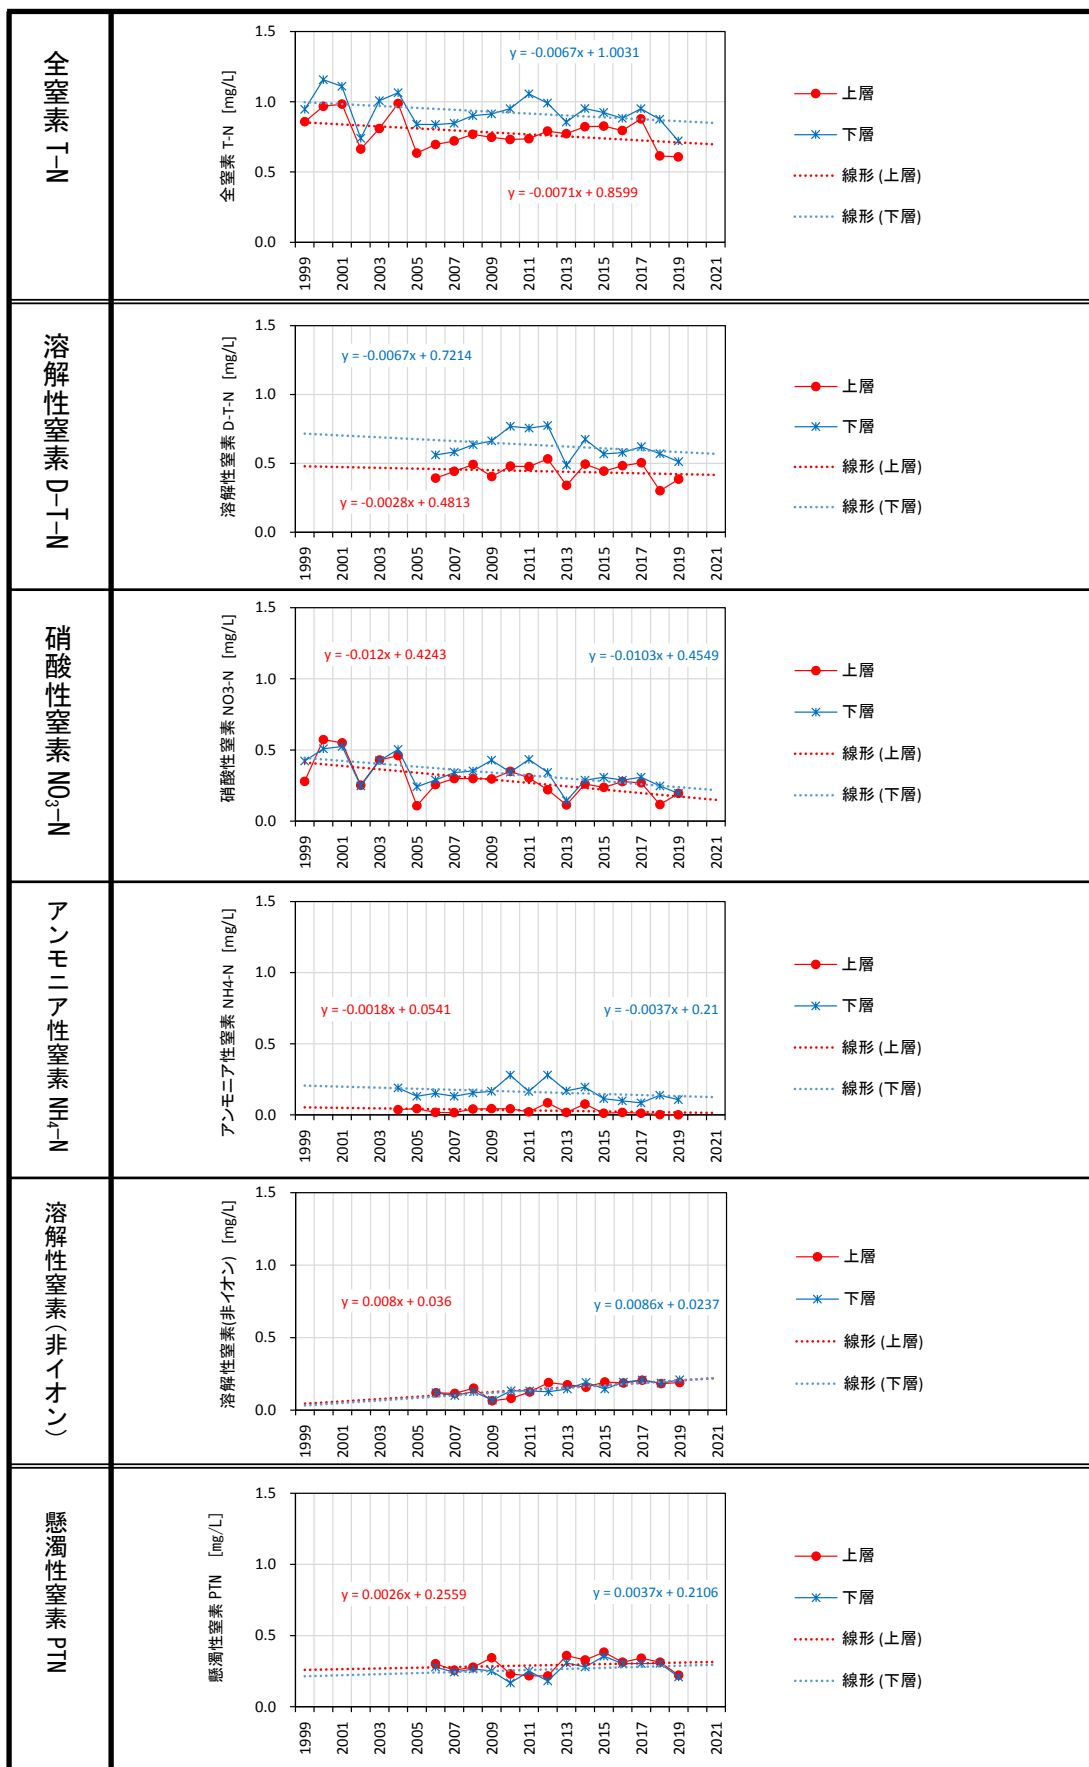 全窒素 T-N
全窒素 T-N [mg/L]
1.5
1.0
0.5
0.0
y = -0.0067x + 1.0031
y = -0.0071x + 0.8599
1999 2001 2003 2005 2007 2009 2011 2013 2015 2017 2019 2021
上層
下層
線形 (上層)
線形 (下層)
溶解性窒素 D-T-N
溶解性窒素 D-T-N [mg/L]
1.5
1.0
0.5
0.0
y = -0.0067x + 0.7214
y = -0.0028x + 0.4813
1999 2001 2003 2005 2007 2009 2011 2013 2015 2017 2019 2021
上層
下層
線形 (上層)
線形 (下層)
硝酸性窒素 NO₃-N
硝酸性窒素 NO3-N [mg/L]
1.5
1.0
0.5
0.0
y = -0.012x + 0.4243
y = -0.0103x + 0.4549
1999 2001 2003 2005 2007 2009 2011 2013 2015 2017 2019 2021
上層
下層
線形 (上層)
線形 (下層)
アンモニア性窒素 NH₄-N
アンモニア性窒素 NH4-N [mg/L]
1.5
1.0
0.5
0.0
y = -0.0018x + 0.0541
y = -0.0037x + 0.21
1999 2001 2003 2005 2007 2009 2011 2013 2015 2017 2019 2021
上層
下層
線形 (上層)
線形 (下層)
溶解性窒素(非イオン)
溶解性窒素(非イオン) [mg/L]
1.5
1.0
0.5
0.0
y = 0.008x + 0.036
y = 0.0086x + 0.0237
1999 2001 2003 2005 2007 2009 2011 2013 2015 2017 2019 2021
上層
下層
線形 (上層)
線形 (下層)
懸濁性窒素 PTN
懸濁性窒素 PTN [mg/L]
1.5
1.0
0.5
0.0
y = 0.0026x + 0.2559
y = 0.0037x + 0.2106
1999 2001 2003 2005 2007 2009 2011 2013 2015 2017 2019 2021
上層
下層
線形 (上層)
線形 (下層)